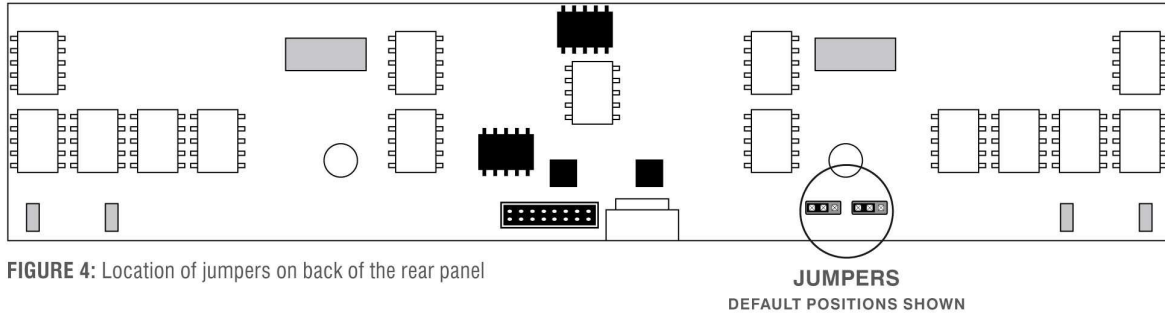 FIGURE 4: Location of jumpers on back of the rear panel
JUMPERS
DEFAULT POSITIONS SHOWN